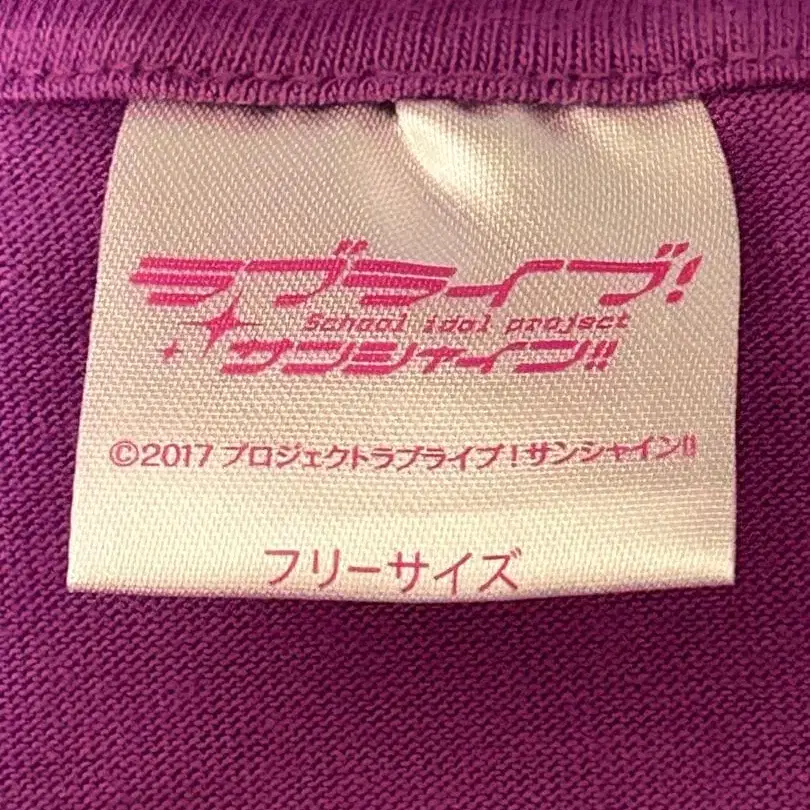 ラブライブ!
School idol project
サンシャイン!!
©2017 プロジェクトラブライブ!サンシャイン!!
フリーサイズ